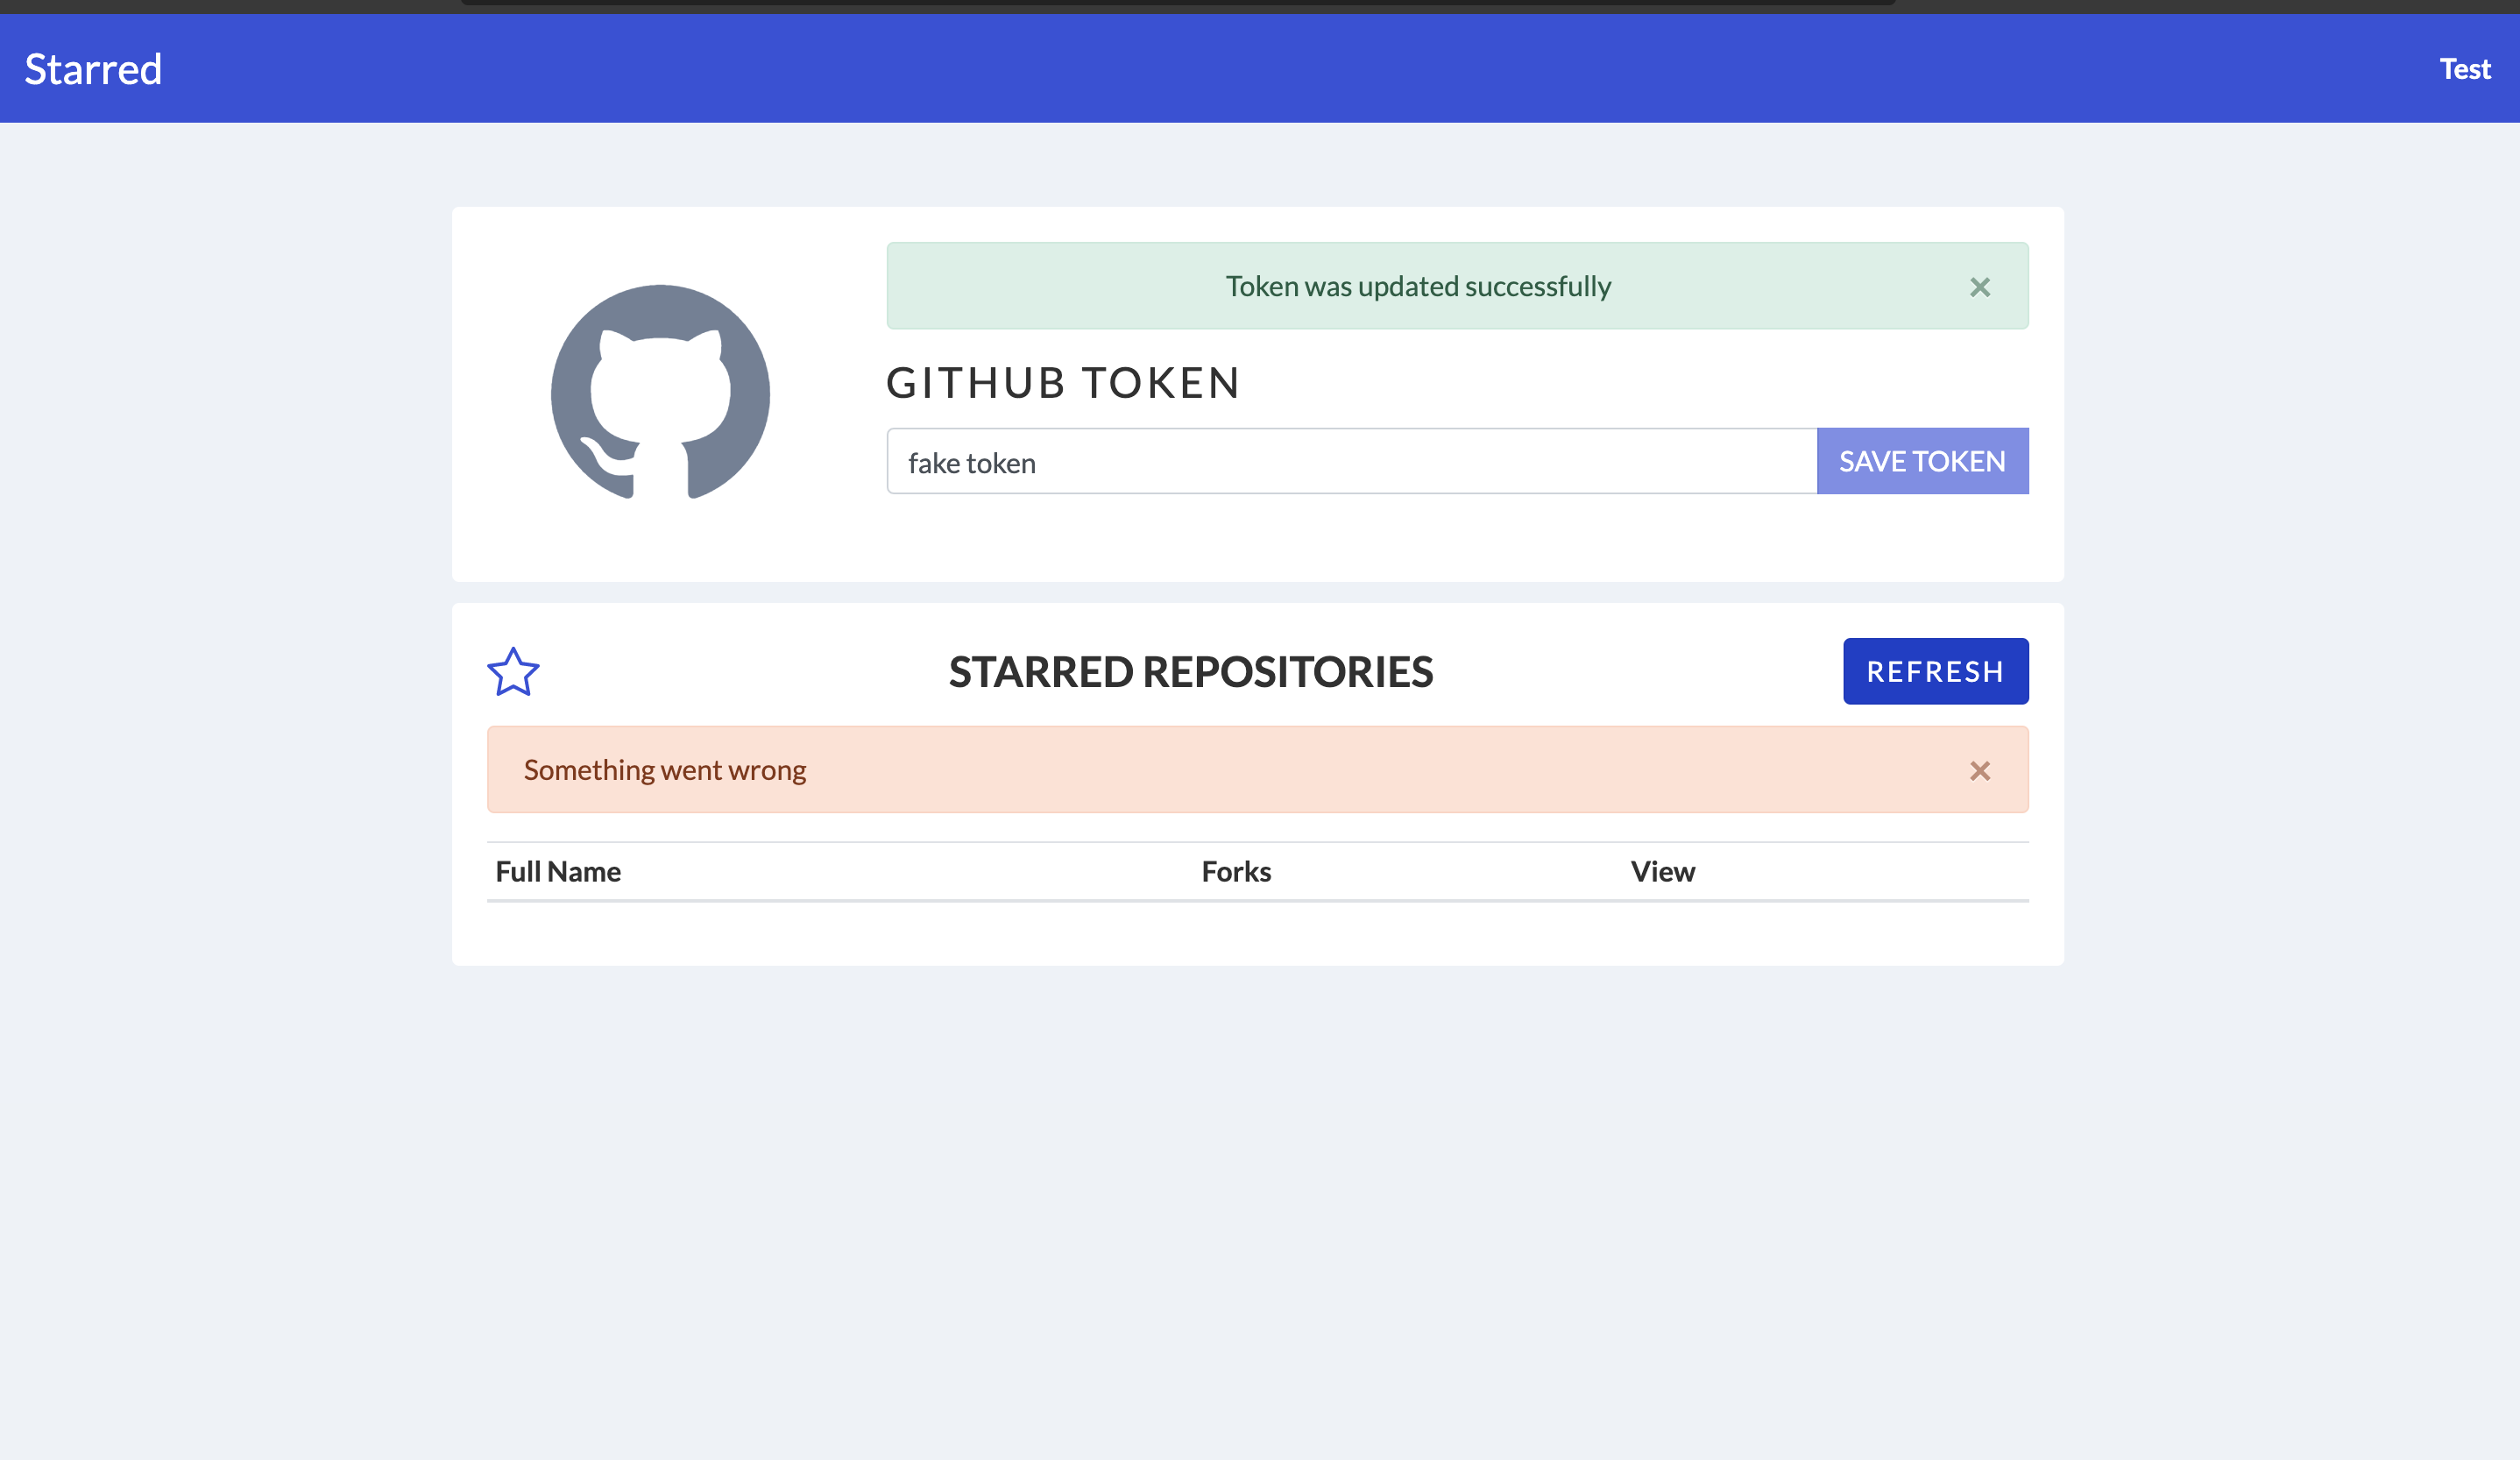 Starred
Test
Token was updated successfully ×
GITHUB TOKEN
fake token
SAVE TOKEN
STARRED REPOSITORIES
REFRESH
Something went wrong ×
Full Name Forks View